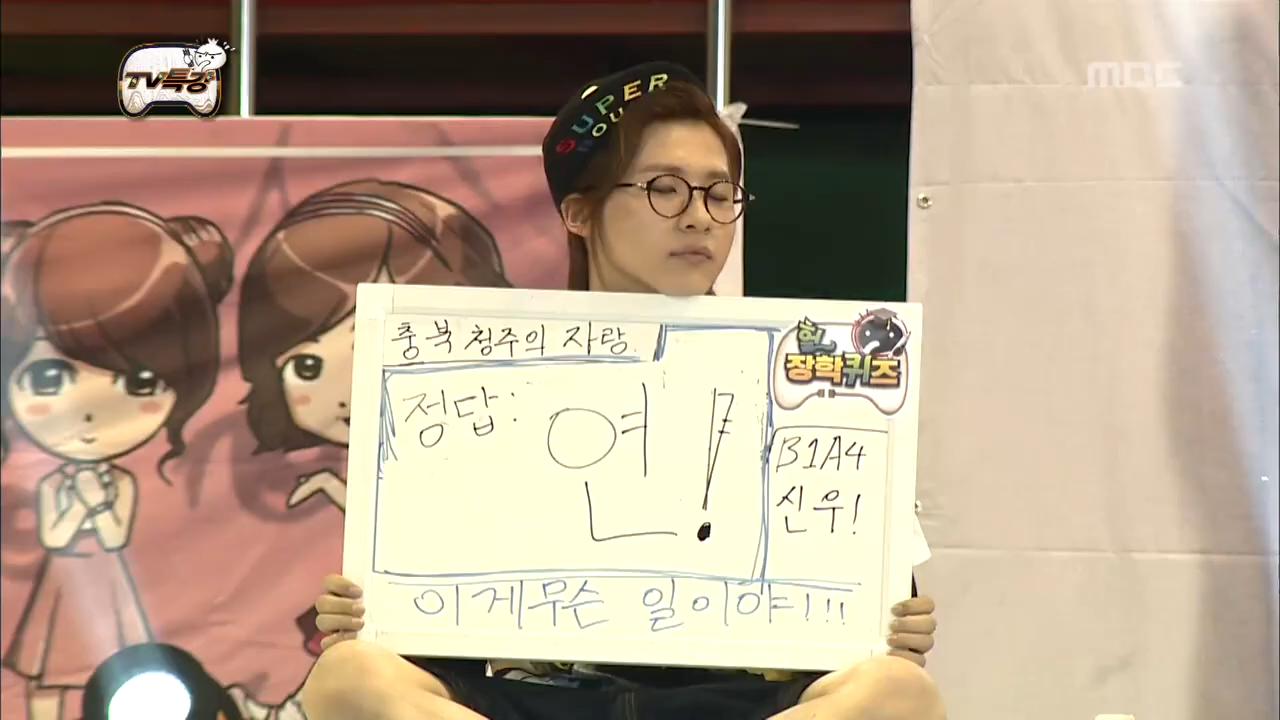 TV특강
MBC
SUPER
충북 청주의 자랑
정답: 연!
장학퀴즈
B1A4
신우!
이게무슨 일이야!!!